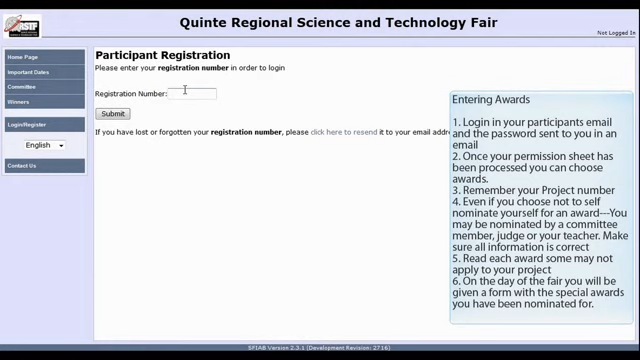 Quinte Regional Science and Technology Fair
Not Logged In
Home Page
Important Dates
Committee
Winners
Login/Register
English
Contact Us
Participant Registration
Please enter your registration number in order to login
Registration Number:
Submit
If you have lost or forgotten your registration number, please click here to resend it to your email addre
Entering Awards
1. Login in your participants email
and the password sent to you in an
email
2. Once your permission sheet has
been processed you can choose
awards.
3. Remember your Project number
4. Even if you choose not to self
nominate yourself for an award---You
may be nominated by a committee
member, judge or your teacher. Make
sure all information is correct
5. Read each award some may not
apply to your project
6. On the day of the fair you will be
given a form with the special awards
you have been nominated for.
SFIAB Version 2.3.1 (Development Revision: 2716)